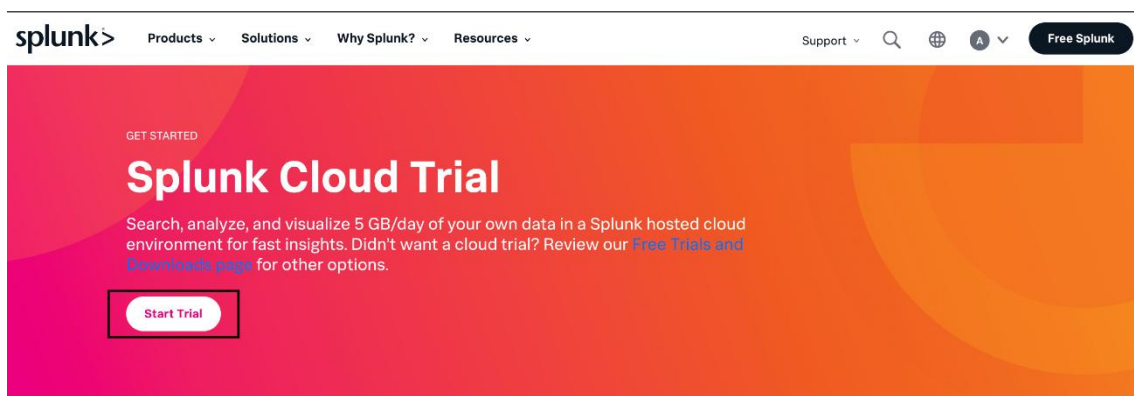 splunk> Products Solutions Why Splunk? Resources Support A Free Splunk
GET STARTED
Splunk Cloud Trial
Search, analyze, and visualize 5 GB/day of your own data in a Splunk hosted cloud
environment for fast insights. Didn't want a cloud trial? Review our Free Trials and
Downloads page for other options.
Start Trial